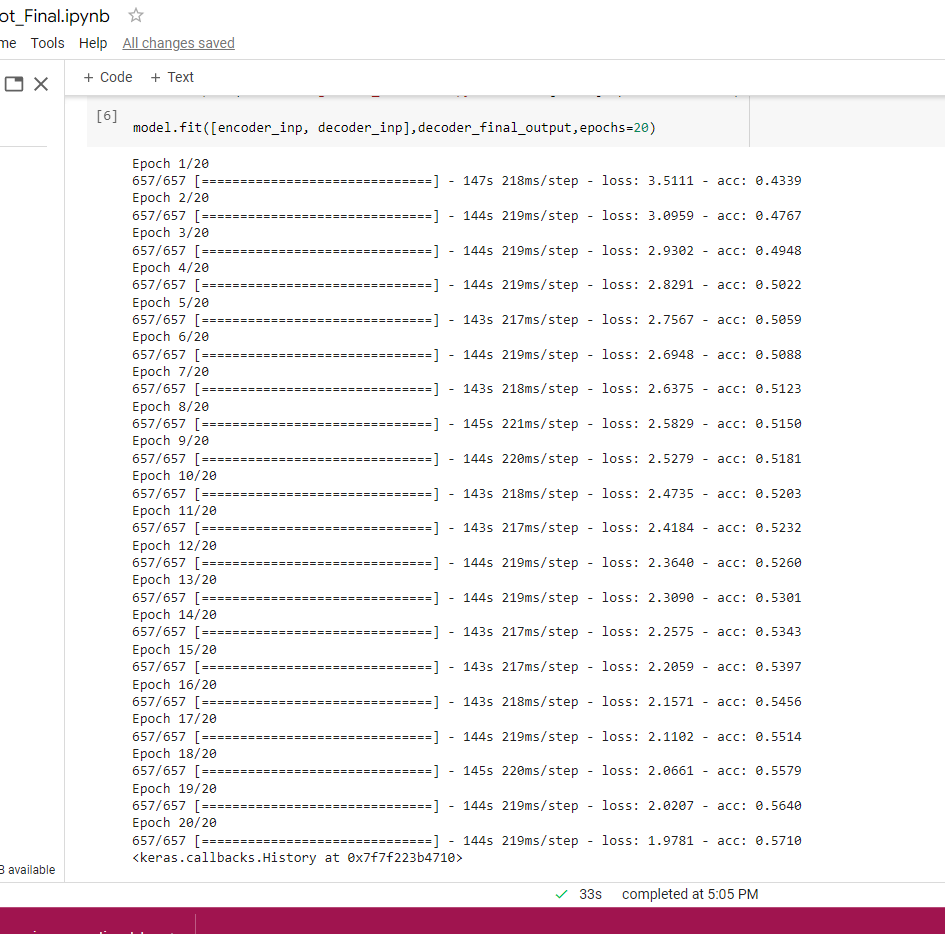 ot_Final.ipynb
me Tools Help All changes saved
+ Code + Text
[6]
model.fit([encoder_inp, decoder_inp],decoder_final_output,epochs=20)
Epoch 1/20
657/657 [==============================] - 147s 218ms/step - loss: 3.5111 - acc: 0.4339
Epoch 2/20
657/657 [==============================] - 144s 219ms/step - loss: 3.0959 - acc: 0.4767
Epoch 3/20
657/657 [==============================] - 144s 219ms/step - loss: 2.9302 - acc: 0.4948
Epoch 4/20
657/657 [==============================] - 144s 219ms/step - loss: 2.8291 - acc: 0.5022
Epoch 5/20
657/657 [==============================] - 143s 217ms/step - loss: 2.7567 - acc: 0.5059
Epoch 6/20
657/657 [==============================] - 144s 219ms/step - loss: 2.6948 - acc: 0.5088
Epoch 7/20
657/657 [==============================] - 143s 218ms/step - loss: 2.6375 - acc: 0.5123
Epoch 8/20
657/657 [==============================] - 145s 221ms/step - loss: 2.5829 - acc: 0.5150
Epoch 9/20
657/657 [==============================] - 144s 220ms/step - loss: 2.5279 - acc: 0.5181
Epoch 10/20
657/657 [==============================] - 143s 218ms/step - loss: 2.4735 - acc: 0.5203
Epoch 11/20
657/657 [==============================] - 143s 217ms/step - loss: 2.4184 - acc: 0.5232
Epoch 12/20
657/657 [==============================] - 144s 219ms/step - loss: 2.3640 - acc: 0.5260
Epoch 13/20
657/657 [==============================] - 144s 219ms/step - loss: 2.3090 - acc: 0.5301
Epoch 14/20
657/657 [==============================] - 143s 217ms/step - loss: 2.2575 - acc: 0.5343
Epoch 15/20
657/657 [==============================] - 143s 217ms/step - loss: 2.2059 - acc: 0.5397
Epoch 16/20
657/657 [==============================] - 143s 218ms/step - loss: 2.1571 - acc: 0.5456
Epoch 17/20
657/657 [==============================] - 144s 219ms/step - loss: 2.1102 - acc: 0.5514
Epoch 18/20
657/657 [==============================] - 145s 220ms/step - loss: 2.0661 - acc: 0.5579
Epoch 19/20
657/657 [==============================] - 144s 219ms/step - loss: 2.0207 - acc: 0.5640
Epoch 20/20
657/657 [==============================] - 144s 219ms/step - loss: 1.9781 - acc: 0.5710
<keras.callbacks.History at 0x7f7f223b4710>
B available
33s completed at 5:05 PM